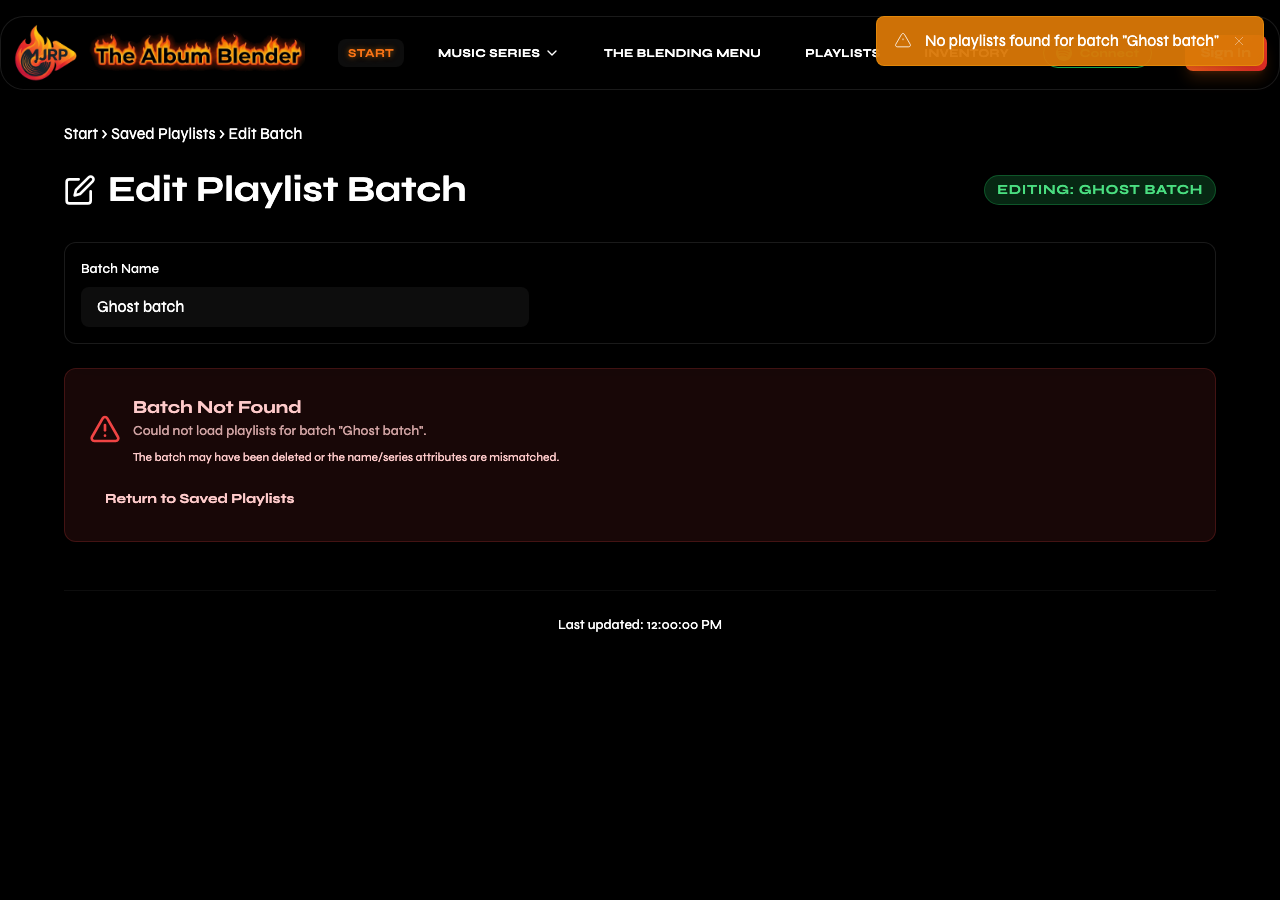 JRP
The Album Blender
START
MUSIC SERIES
THE BLENDING MENU
PLAYLISTS
INVENTORY
No playlists found for batch "Ghost batch"
Start › Saved Playlists › Edit Batch
Edit Playlist Batch
EDITING: GHOST BATCH
Batch Name
Ghost batch
Batch Not Found
Could not load playlists for batch "Ghost batch".
The batch may have been deleted or the name/series attributes are mismatched.
Return to Saved Playlists
Last updated: 12:00:00 PM